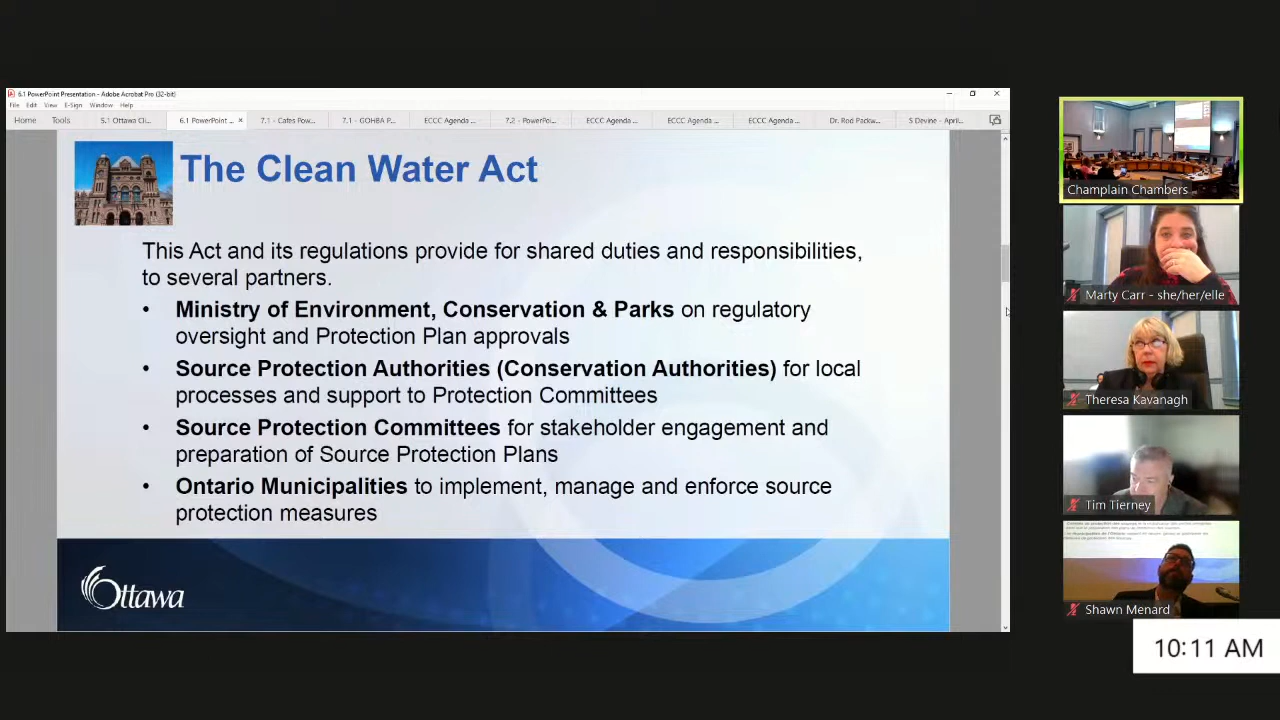 6.1 PowerPoint Presentation - Adobe Acrobat Pro (32-bit)
File Edit View E-Sign Window Help
Home Tools 5.1 Ottawa Cli... 6.1 PowerPoint ... × 7.1 - Cafes Pow... 7.1 - GOHBA P... ECCC Agenda ... 7.2 - PowerPoi... ECCC Agenda ... ECCC Agenda ... ECCC Agenda ... Dr. Rod Packw... S Devine - April...
The Clean Water Act
This Act and its regulations provide for shared duties and responsibilities,
to several partners.
• Ministry of Environment, Conservation & Parks on regulatory
oversight and Protection Plan approvals
• Source Protection Authorities (Conservation Authorities) for local
processes and support to Protection Committees
• Source Protection Committees for stakeholder engagement and
preparation of Source Protection Plans
• Ontario Municipalities to implement, manage and enforce source
protection measures
Ottawa
Champlain Chambers
Marty Carr - she/her/elle
Theresa Kavanagh
Tim Tierney
Shawn Menard
10:11 AM